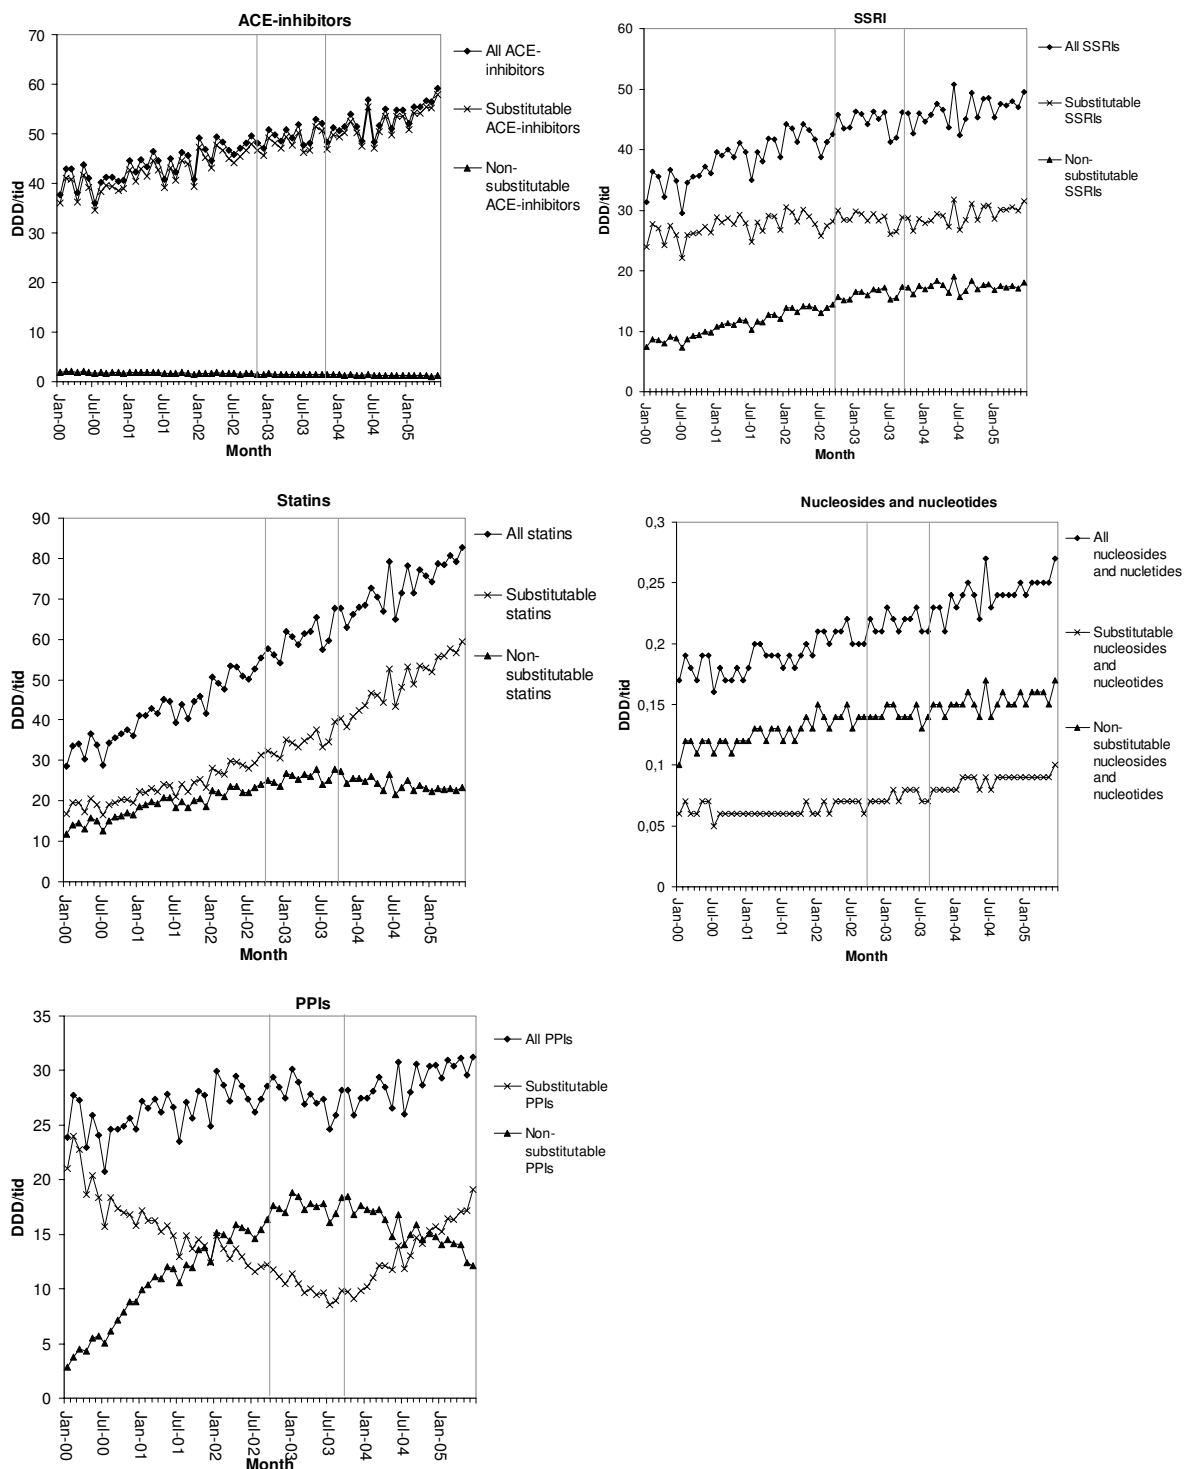 ACE-inhibitors
70
60
50
40
30
20
10
0
DDD/tid
Jan-00
Jul-00
Jan-01
Jul-01
Jan-02
Jul-02
Jan-03
Jul-03
Jan-04
Jul-04
Jan-05
Month
All ACE-
inhibitors
Substitutable
ACE-inhibitors
Non-
substitutable
ACE-inhibitors
SSRI
60
50
40
30
20
10
0
DDD/tid
Jan-00
Jul-00
Jan-01
Jul-01
Jan-02
Jul-02
Jan-03
Jul-03
Jan-04
Jul-04
Jan-05
Month
All SSRIs
Substitutable
SSRIs
Non-
substitutable
SSRIs
Statins
90
80
70
60
50
40
30
20
10
0
DDD/tid
Jan-00
Jul-00
Jan-01
Jul-01
Jan-02
Jul-02
Jan-03
Jul-03
Jan-04
Jul-04
Jan-05
Month
All statins
Substitutable
statins
Non-
substitutable
statins
Nucleosides and nucleotides
0,3
0,25
0,2
0,15
0,1
0,05
0
DDD/tid
Jan-00
Jul-00
Jan-01
Jul-01
Jan-02
Jul-02
Jan-03
Jul-03
Jan-04
Jul-04
Jan-05
Month
All
nucleosides
and nucletides
Substitutable
nucleosides
and
nucleotides
Non-
substitutable
nucleosides
and
nucleotides
PPIs
35
30
25
20
15
10
5
0
DDD/tid
Jan-00
Jul-00
Jan-01
Jul-01
Jan-02
Jul-02
Jan-03
Jul-03
Jan-04
Jul-04
Jan-05
Month
All PPIs
Substitutable
PPIs
Non-
substitutable
PPIs